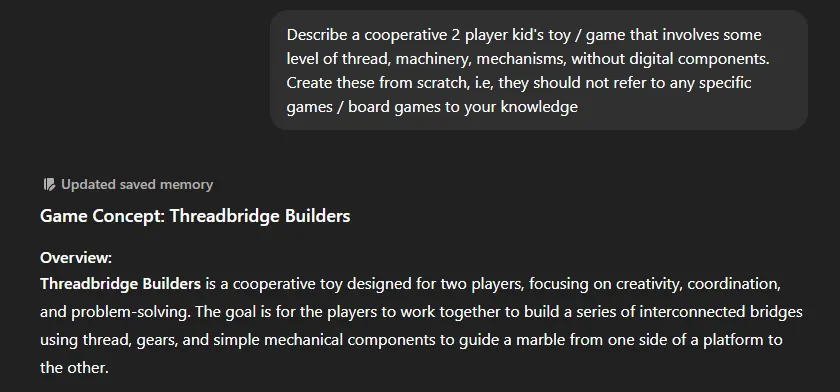 Describe a cooperative 2 player kid's toy / game that involves some
level of thread, machinery, mechanisms, without digital components.
Create these from scratch, i.e, they should not refer to any specific
games / board games to your knowledge
Updated saved memory
Game Concept: Threadbridge Builders
Overview:
Threadbridge Builders is a cooperative toy designed for two players, focusing on creativity, coordination,
and problem-solving. The goal is for the players to work together to build a series of interconnected bridges
using thread, gears, and simple mechanical components to guide a marble from one side of a platform to
the other.